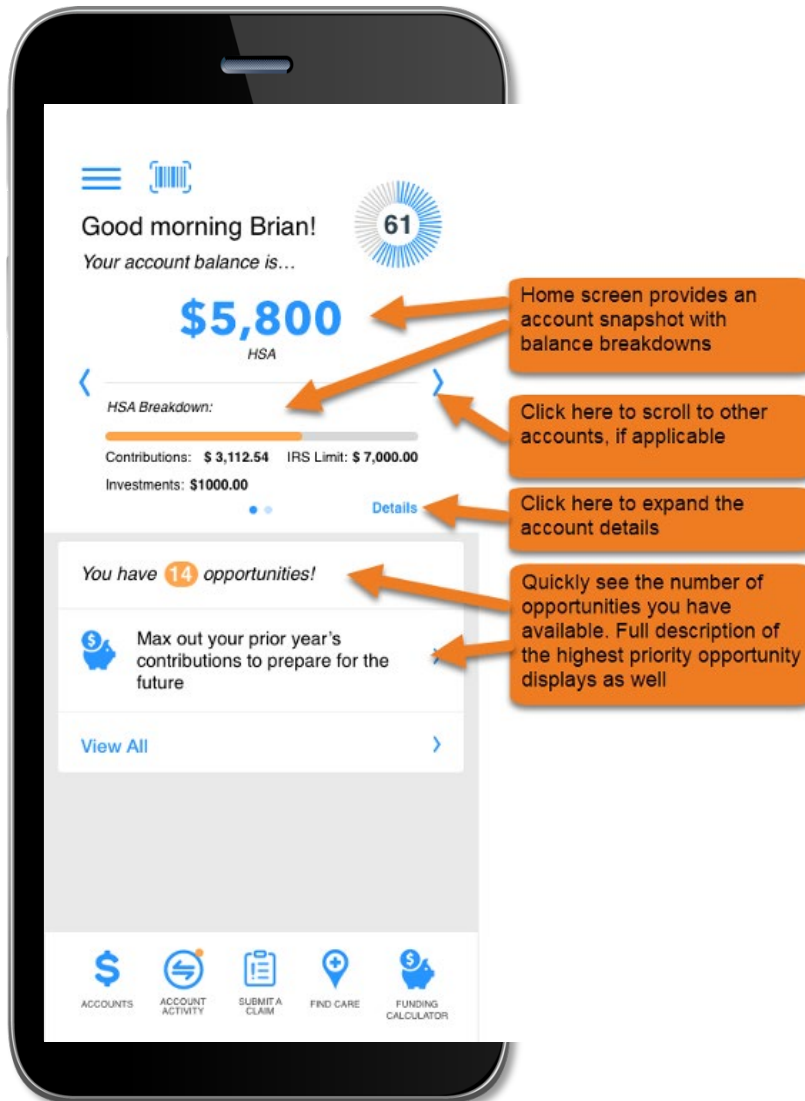 Good morning Brian!
61
Your account balance is...
$5,800
HSA
HSA Breakdown:
Contributions: $ 3,112.54 IRS Limit: $ 7,000.00
Investments: $1000.00
Details
You have 14 opportunities!
Max out your prior year's
contributions to prepare for the
future
View All
ACCOUNTS
ACCOUNT
ACTIVITY
SUBMIT A
CLAIM
FIND CARE
FUNDING
CALCULATOR
Home screen provides an
account snapshot with
balance breakdowns
Click here to scroll to other
accounts, if applicable
Click here to expand the
account details
Quickly see the number of
opportunities you have
available. Full description of
the highest priority opportunity
displays as well